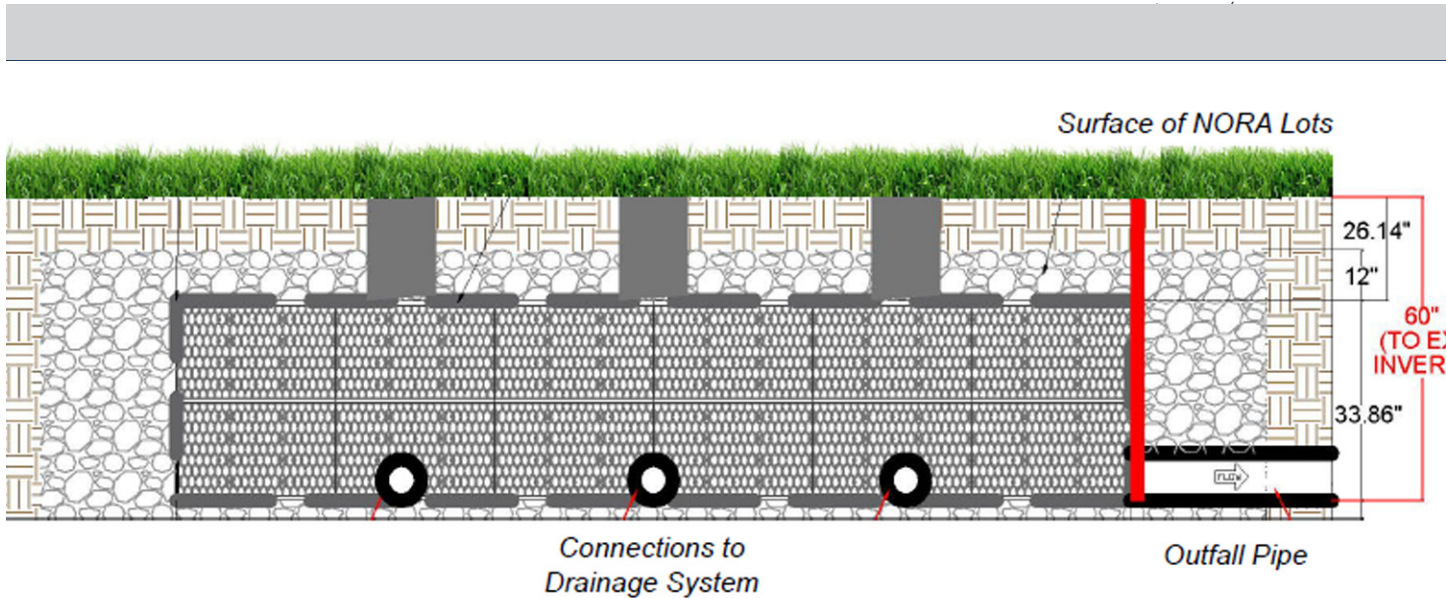 Surface of NORA Lots
26.14"
12"
60"
(TO EX
INVER
33.86"
FLOW
Connections to
Drainage System
Outfall Pipe